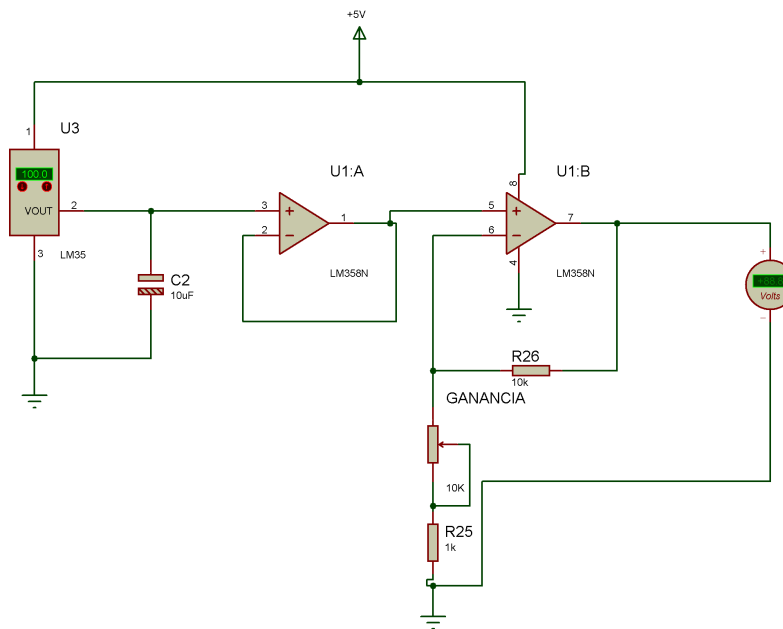 +5V
U3
1
100.0
VOUT
2
3
LM35
C2
10uF
U1:A
3
2
1
LM358N
U1:B
8
5
6
7
4
LM358N
R26
10k
GANANCIA
10K
R25
1k
+
Volts